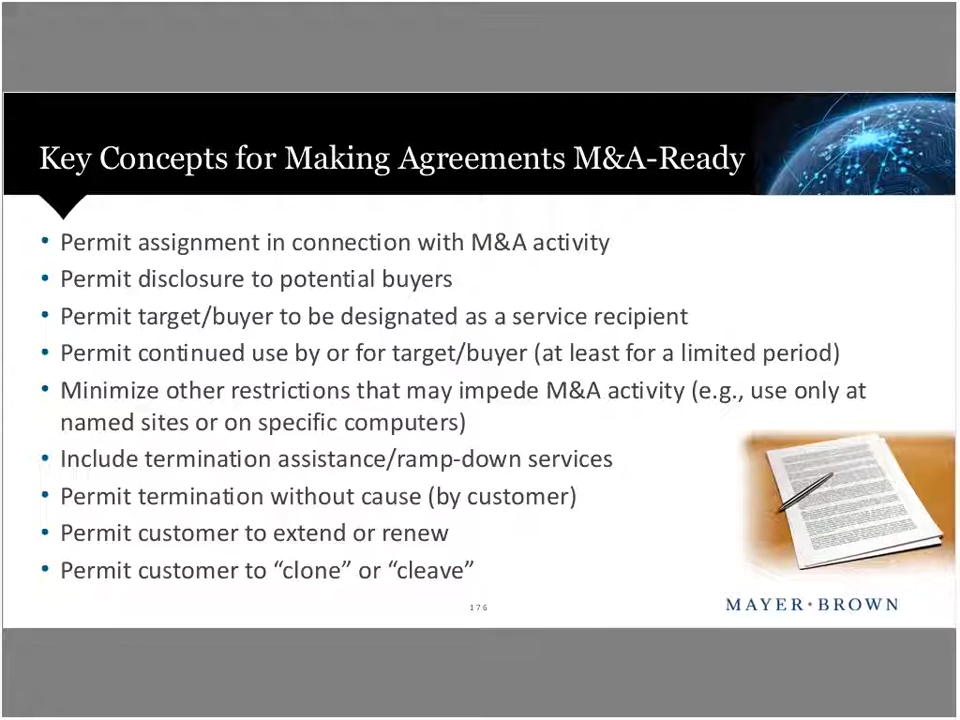 Key Concepts for Making Agreements M&A-Ready
• Permit assignment in connection with M&A activity
• Permit disclosure to potential buyers
• Permit target/buyer to be designated as a service recipient
• Permit continued use by or for target/buyer (at least for a limited period)
• Minimize other restrictions that may impede M&A activity (e.g., use only at
named sites or on specific computers)
• Include termination assistance/ramp-down services
• Permit termination without cause (by customer)
• Permit customer to extend or renew
• Permit customer to “clone” or “cleave”
176
MAYER•BROWN